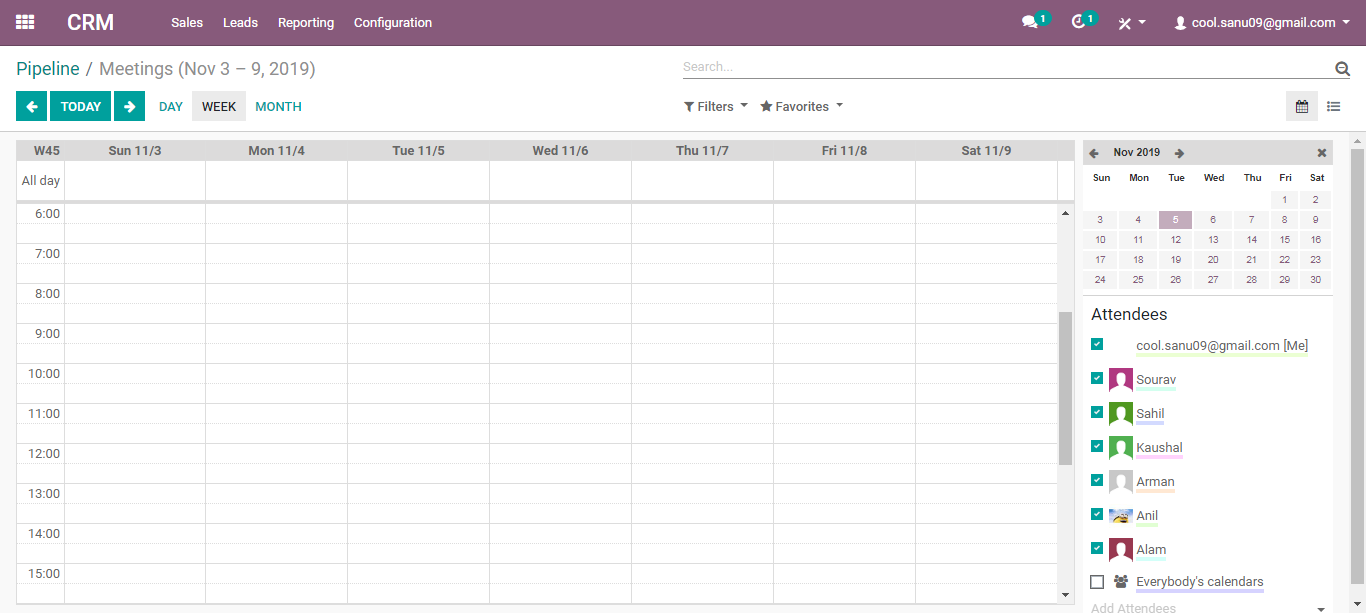 CRM Sales Leads Reporting Configuration 1 1 cool.sanu09@gmail.com
Pipeline / Meetings (Nov 3 – 9, 2019) Search...
TODAY DAY WEEK MONTH Filters Favorites
W45 Sun 11/3 Mon 11/4 Tue 11/5 Wed 11/6 Thu 11/7 Fri 11/8 Sat 11/9
All day
6:00
7:00
8:00
9:00
10:00
11:00
12:00
13:00
14:00
15:00
Nov 2019
Sun Mon Tue Wed Thu Fri Sat
1 2
3 4 5 6 7 8 9
10 11 12 13 14 15 16
17 18 19 20 21 22 23
24 25 26 27 28 29 30
Attendees
cool.sanu09@gmail.com [Me]
Sourav
Sahil
Kaushal
Arman
Anil
Alam
Everybody's calendars
Add Attendees